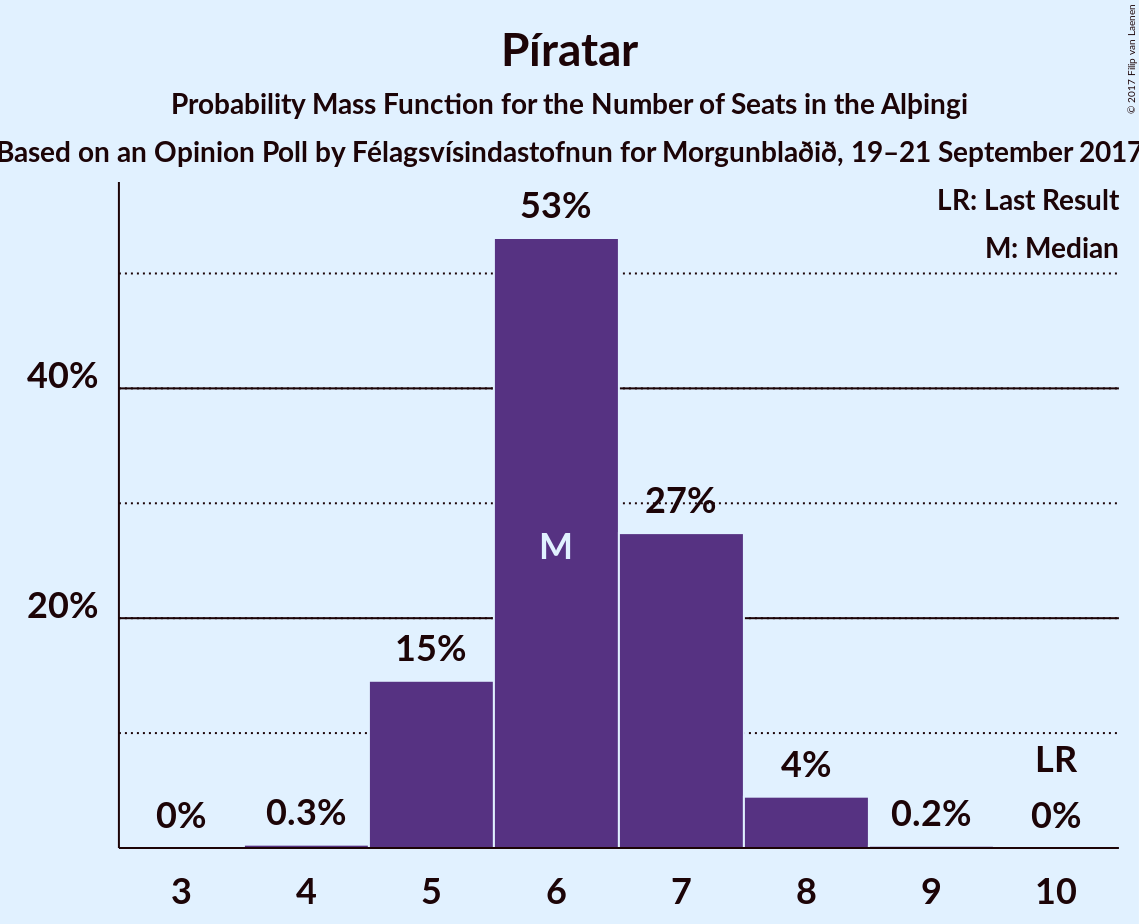 Píratar
Probability Mass Function for the Number of Seats in the Alþingi
Based on an Opinion Poll by Félagsvísindastofnun for Morgunblaðið, 19–21 September 2017
© 2017 Filip van Laenen
LR: Last Result
M: Median
53%
40%
27%
M
20%
15%
4%
LR
0%
0.3%
0.2%
0%
3 4 5 6 7 8 9 10